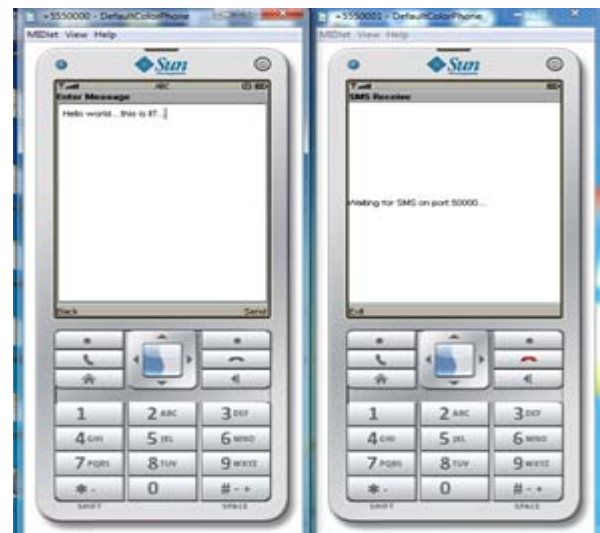 +5550000 - DefaultColorPhone
MIDlet View Help
Sun
ABC
Enter Message
Hello world... this is
Back
Send
1
2 ABC
3 DEF
4 GHI
5 JKL
6 MNO
7 PQRS
8 TUV
9 WXYZ
* .
0
# - +
SHIFT
SPACE
+5550001 - DefaultColorPhone
MIDlet View Help
Sun
SMS Receive
Waiting for SMS on port 50000...
Exit
1
2 ABC
3 DEF
4 GHI
5 JKL
6 MNO
7 PQRS
8 TUV
9 WXYZ
* .
0
# - +
SHIFT
SPACE